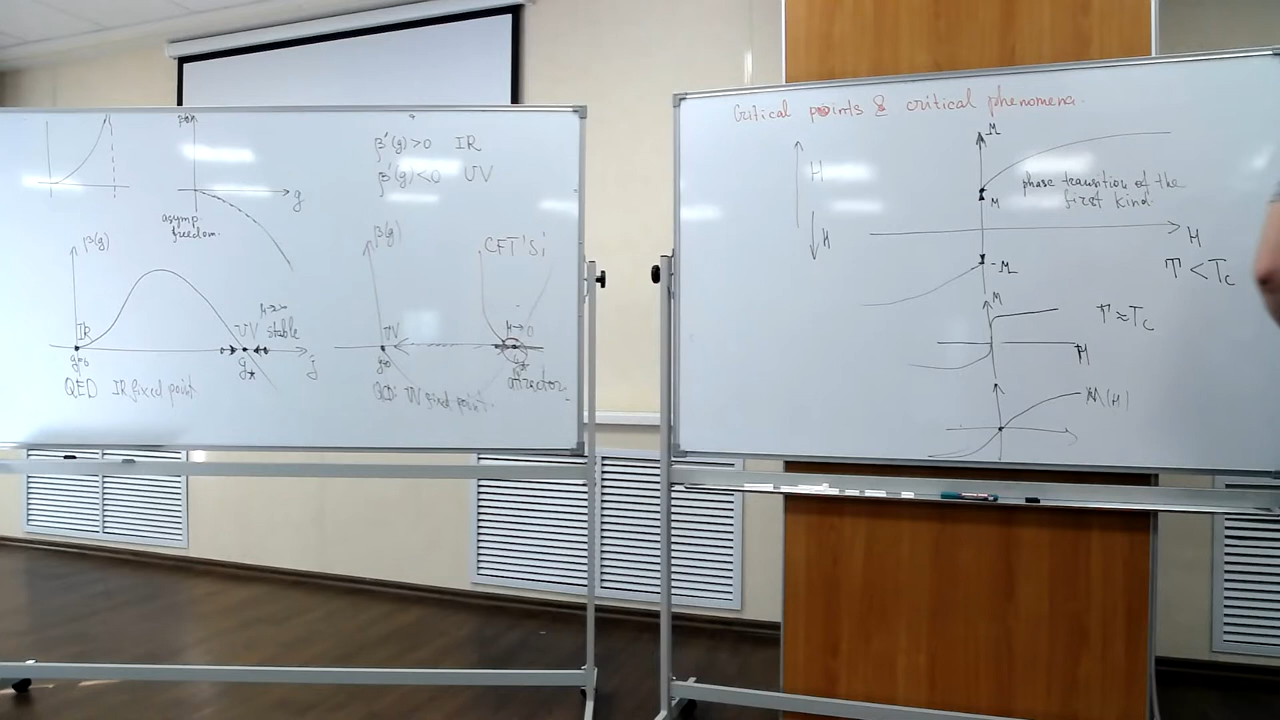 β(g)
g
asymp.
freedom.
β'(g)>0 IR
β'(g)<0 UV
β(g)
IR
g=0
UV
stable
g
g*
QED IR fixed point
β(g)
CFT's!
UV
g=0
μ→0
g*
attractor
QCD: UV fixed point.
Critical points & critical phenomena.
H
H
M
M
phase transition of the
first kind.
H
-M
T < Tc
M
T ≈ Tc
H
M(H)